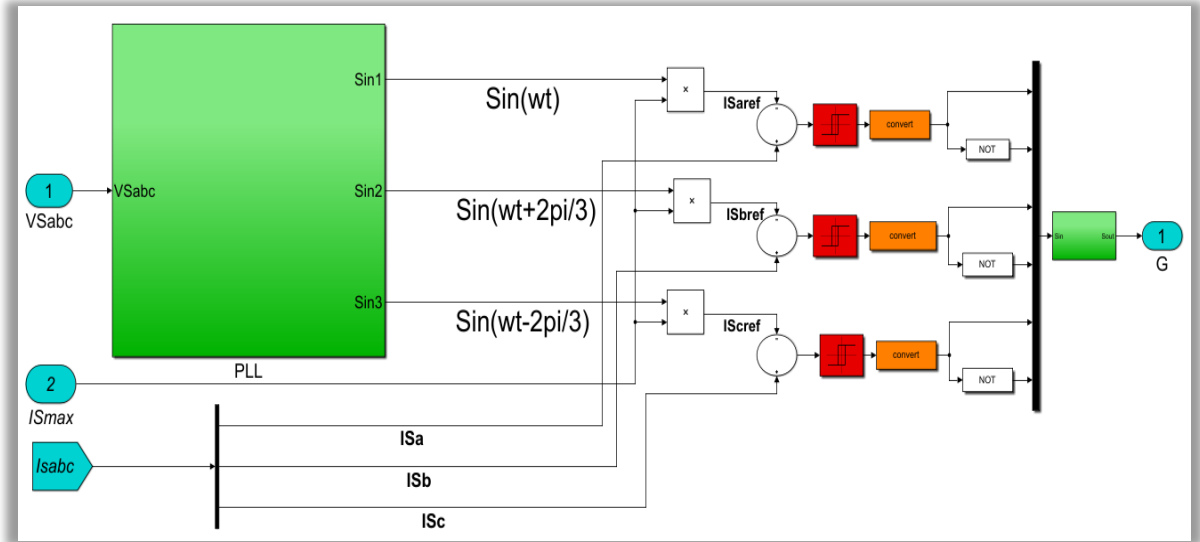 Sin1
Sin(wt)
x
ISaref
convert
NOT
1
VSabc
VSabc
Sin2
Sin(wt+2pi/3)
x
ISbref
convert
NOT
Sin
Sout
1
G
Sin3
Sin(wt-2pi/3)
x
IScref
convert
NOT
PLL
2
ISmax
Isabc
ISa
ISb
ISc